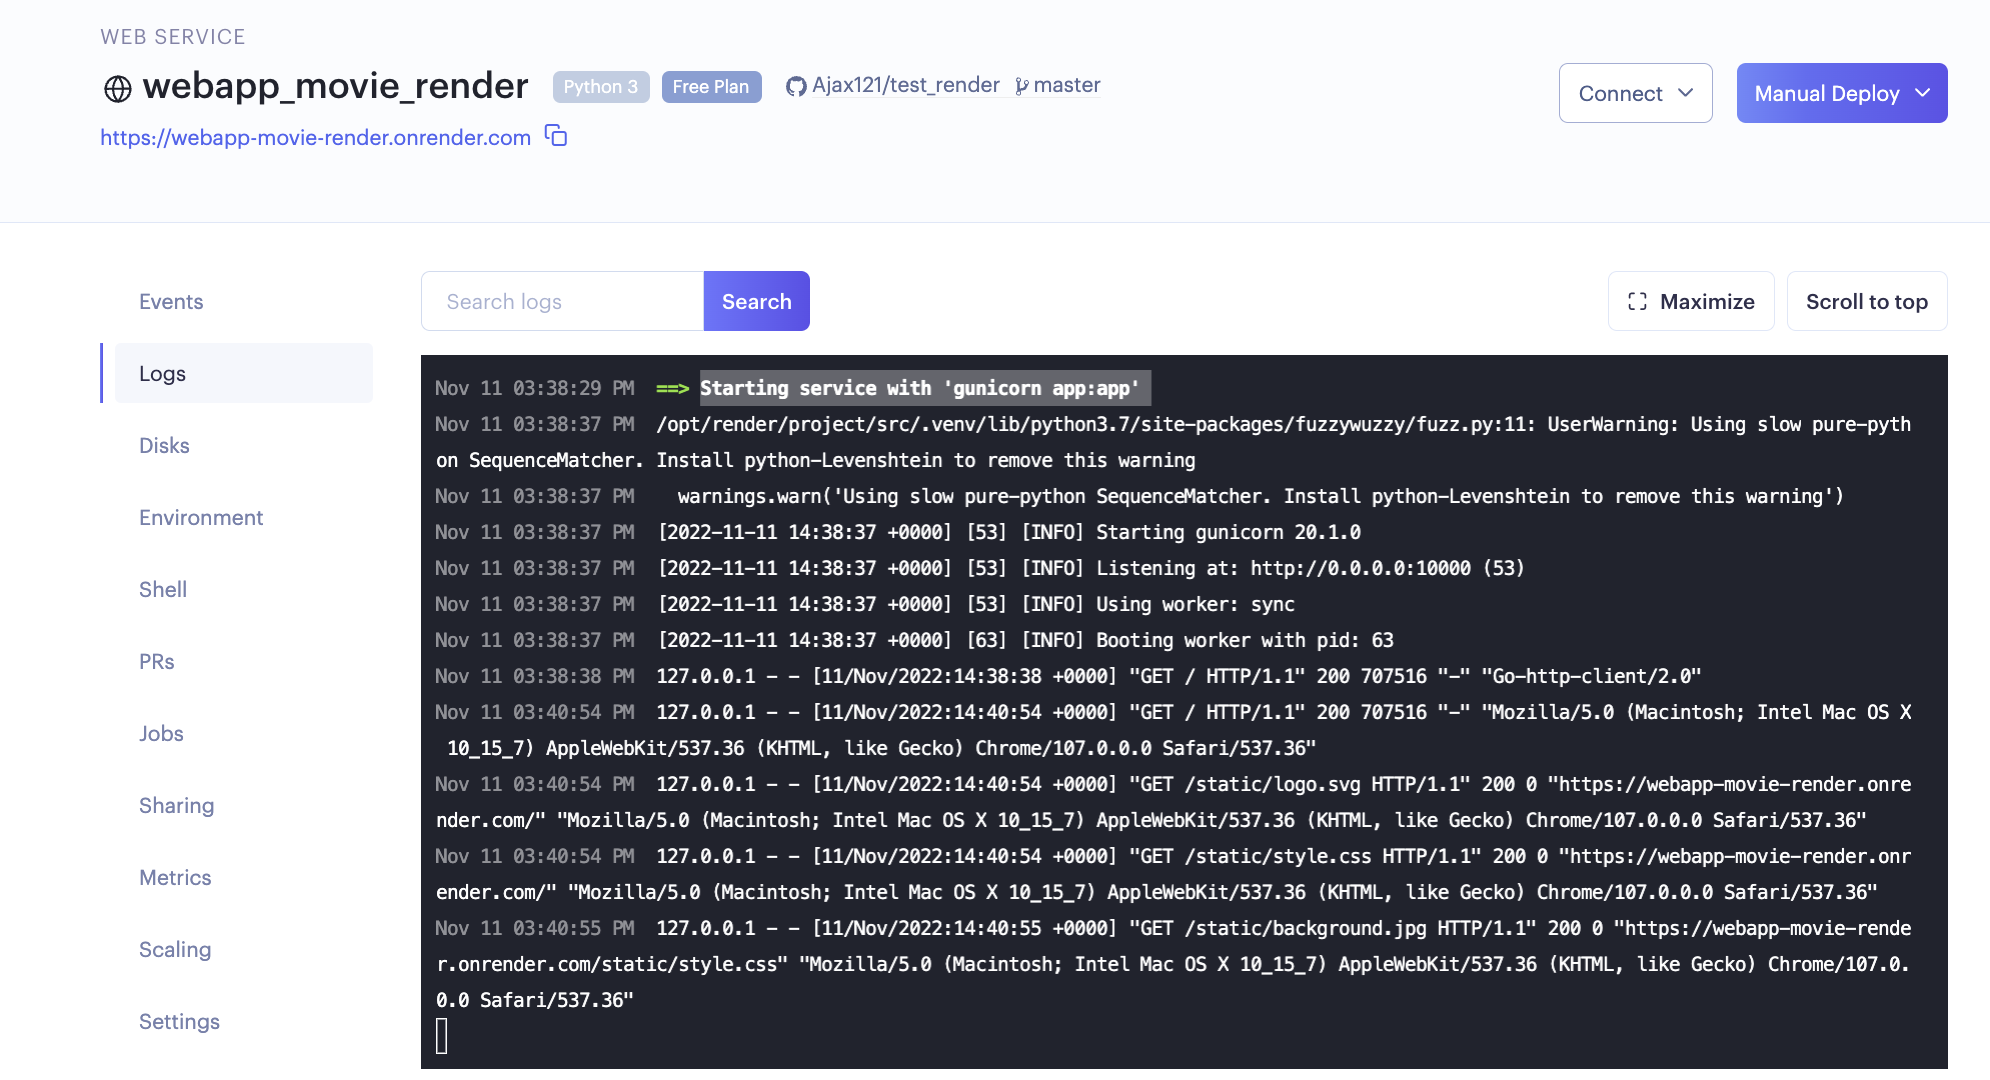 WEB SERVICE
webapp_movie_render Python 3 Free Plan Ajax121/test_render master
Connect Manual Deploy
https://webapp-movie-render.onrender.com
Events
Logs
Disks
Environment
Shell
PRs
Jobs
Sharing
Metrics
Scaling
Settings
Search logs Search Maximize Scroll to top
Nov 11 03:38:29 PM ==> Starting service with 'gunicorn app:app'
Nov 11 03:38:37 PM /opt/render/project/src/.venv/lib/python3.7/site-packages/fuzzywuzzy/fuzz.py:11: UserWarning: Using slow pure-pyth
on SequenceMatcher. Install python-Levenshtein to remove this warning
Nov 11 03:38:37 PM warnings.warn('Using slow pure-python SequenceMatcher. Install python-Levenshtein to remove this warning')
Nov 11 03:38:37 PM [2022-11-11 14:38:37 +0000] [53] [INFO] Starting gunicorn 20.1.0
Nov 11 03:38:37 PM [2022-11-11 14:38:37 +0000] [53] [INFO] Listening at: http://0.0.0.0:10000 (53)
Nov 11 03:38:37 PM [2022-11-11 14:38:37 +0000] [53] [INFO] Using worker: sync
Nov 11 03:38:37 PM [2022-11-11 14:38:37 +0000] [63] [INFO] Booting worker with pid: 63
Nov 11 03:38:38 PM 127.0.0.1 - - [11/Nov/2022:14:38:38 +0000] "GET / HTTP/1.1" 200 707516 "-" "Go-http-client/2.0"
Nov 11 03:40:54 PM 127.0.0.1 - - [11/Nov/2022:14:40:54 +0000] "GET / HTTP/1.1" 200 707516 "-" "Mozilla/5.0 (Macintosh; Intel Mac OS X
10_15_7) AppleWebKit/537.36 (KHTML, like Gecko) Chrome/107.0.0.0 Safari/537.36"
Nov 11 03:40:54 PM 127.0.0.1 - - [11/Nov/2022:14:40:54 +0000] "GET /static/logo.svg HTTP/1.1" 200 0 "https://webapp-movie-render.onre
nder.com/" "Mozilla/5.0 (Macintosh; Intel Mac OS X 10_15_7) AppleWebKit/537.36 (KHTML, like Gecko) Chrome/107.0.0.0 Safari/537.36"
Nov 11 03:40:54 PM 127.0.0.1 - - [11/Nov/2022:14:40:54 +0000] "GET /static/style.css HTTP/1.1" 200 0 "https://webapp-movie-render.onr
ender.com/" "Mozilla/5.0 (Macintosh; Intel Mac OS X 10_15_7) AppleWebKit/537.36 (KHTML, like Gecko) Chrome/107.0.0.0 Safari/537.36"
Nov 11 03:40:55 PM 127.0.0.1 - - [11/Nov/2022:14:40:55 +0000] "GET /static/background.jpg HTTP/1.1" 200 0 "https://webapp-movie-rende
r.onrender.com/static/style.css" "Mozilla/5.0 (Macintosh; Intel Mac OS X 10_15_7) AppleWebKit/537.36 (KHTML, like Gecko) Chrome/107.0.
0.0 Safari/537.36"